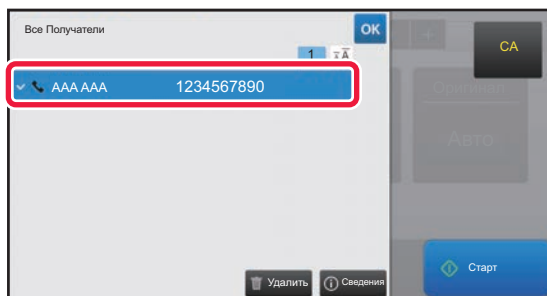 Все Получатели
OK
CA
1
AAA AAA 1234567890
Оригинал
Авто
Удалить
Сведения
Старт